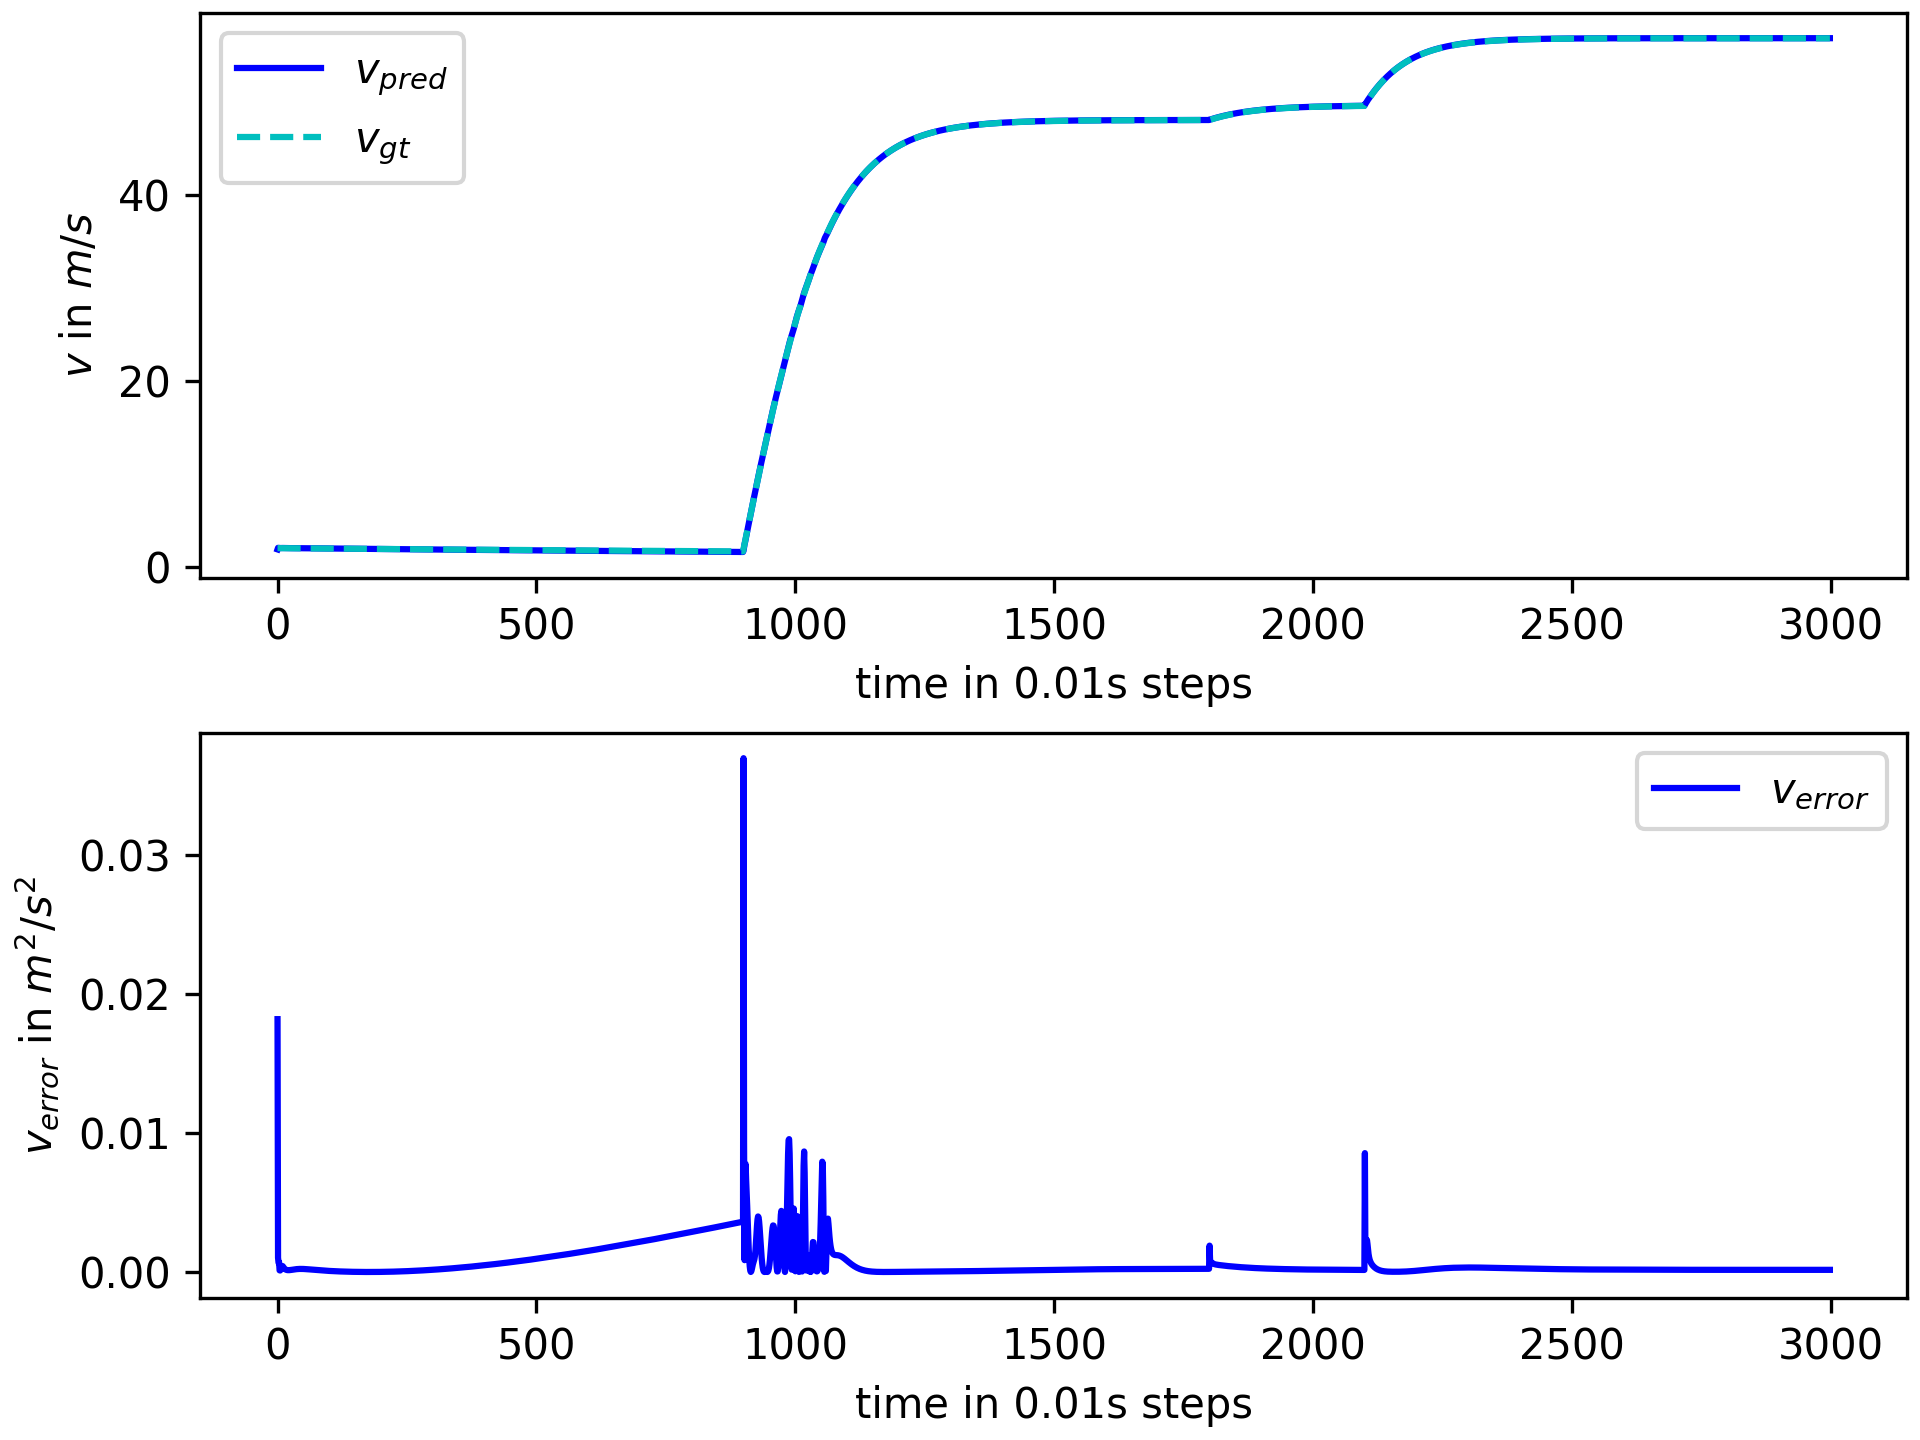 v_pred
v_gt
40
20
0
v in m/s
0 500 1000 1500 2000 2500 3000
time in 0.01s steps
v_error
0.03
0.02
0.01
0.00
v_error in m²/s²
0 500 1000 1500 2000 2500 3000
time in 0.01s steps